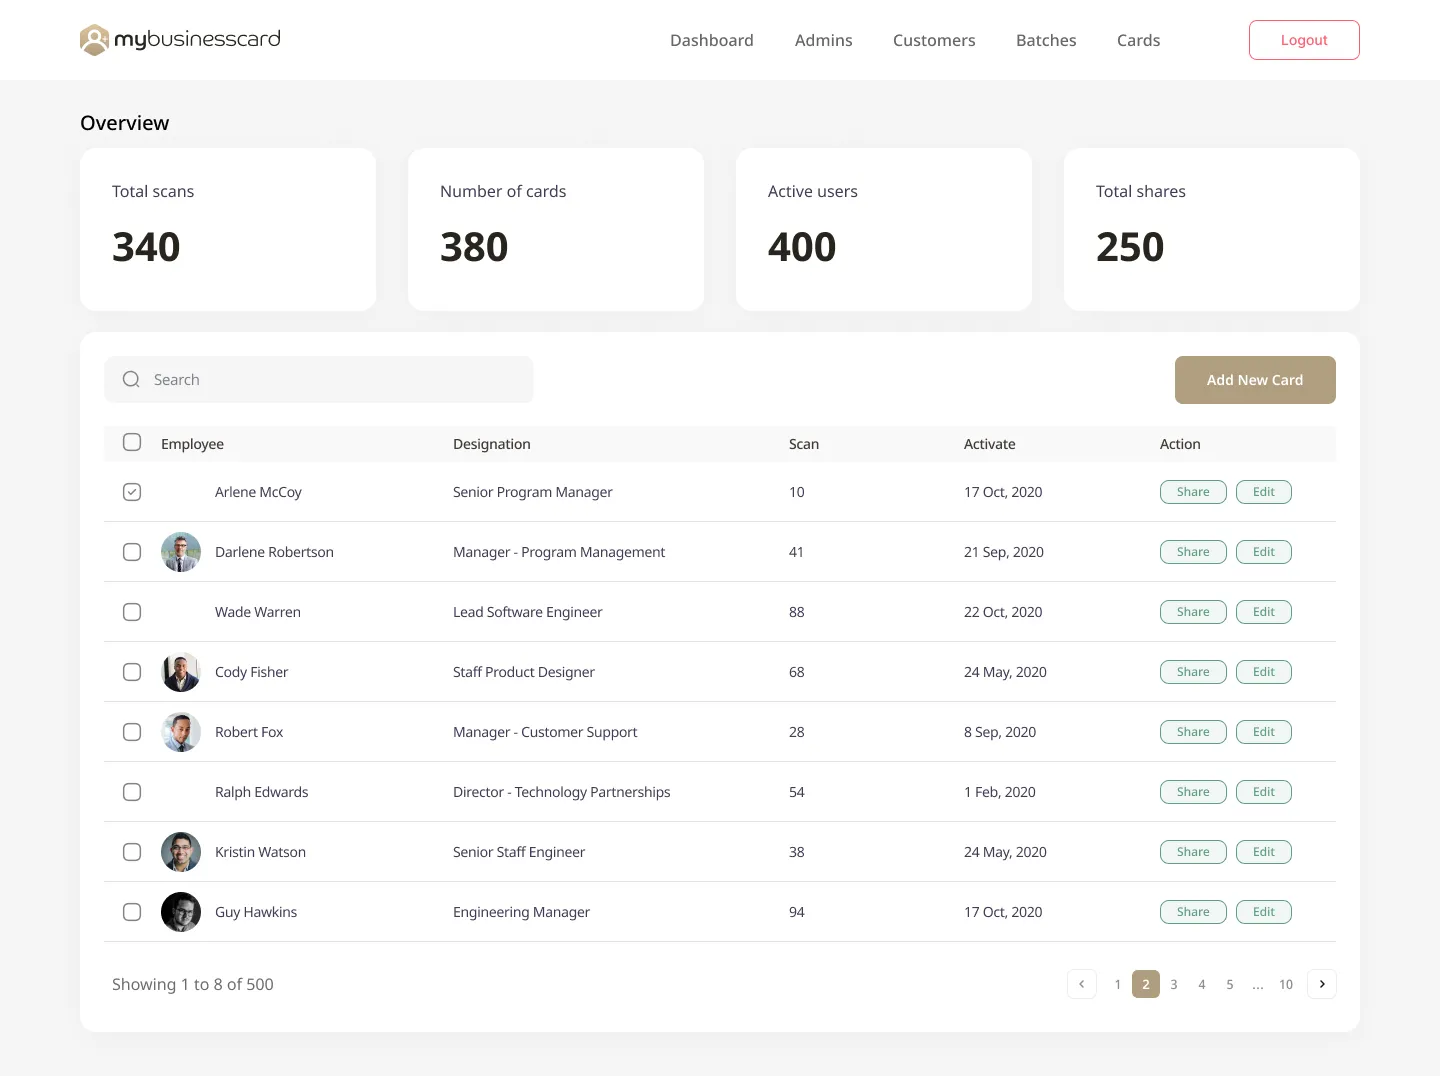 mybusinesscard
Dashboard Admins Customers Batches Cards Logout
Overview
Total scans
340
Number of cards
380
Active users
400
Total shares
250
Search
Add New Card
Employee Designation Scan Activate Action
Arlene McCoy Senior Program Manager 10 17 Oct, 2020 Share Edit
Darlene Robertson Manager - Program Management 41 21 Sep, 2020 Share Edit
Wade Warren Lead Software Engineer 88 22 Oct, 2020 Share Edit
Cody Fisher Staff Product Designer 68 24 May, 2020 Share Edit
Robert Fox Manager - Customer Support 28 8 Sep, 2020 Share Edit
Ralph Edwards Director - Technology Partnerships 54 1 Feb, 2020 Share Edit
Kristin Watson Senior Staff Engineer 38 24 May, 2020 Share Edit
Guy Hawkins Engineering Manager 94 17 Oct, 2020 Share Edit
Showing 1 to 8 of 500
1 2 3 4 5 ... 10